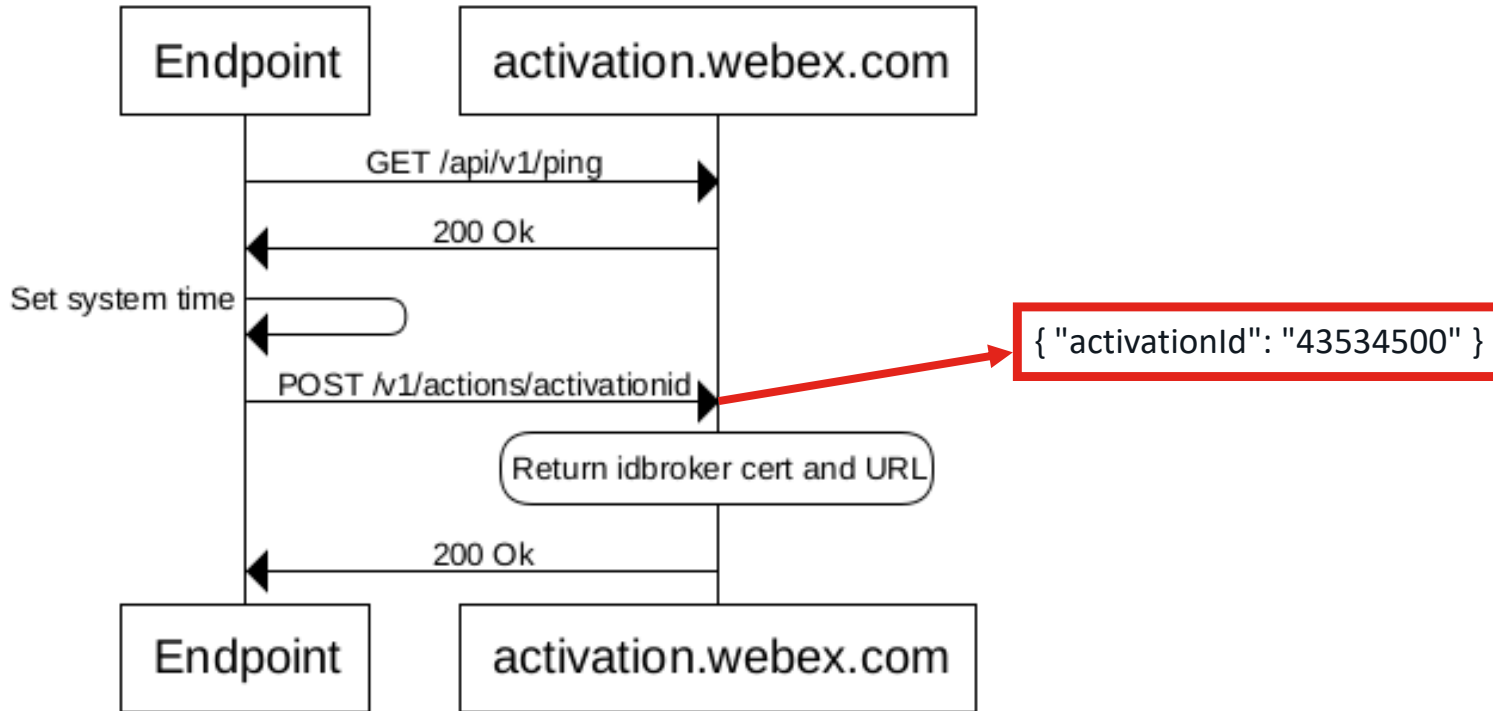 Endpoint
activation.webex.com
GET /api/v1/ping
200 Ok
Set system time
{ "activationId": "43534500" }
POST /v1/actions/activationid
Return idbroker cert and URL
200 Ok
Endpoint
activation.webex.com